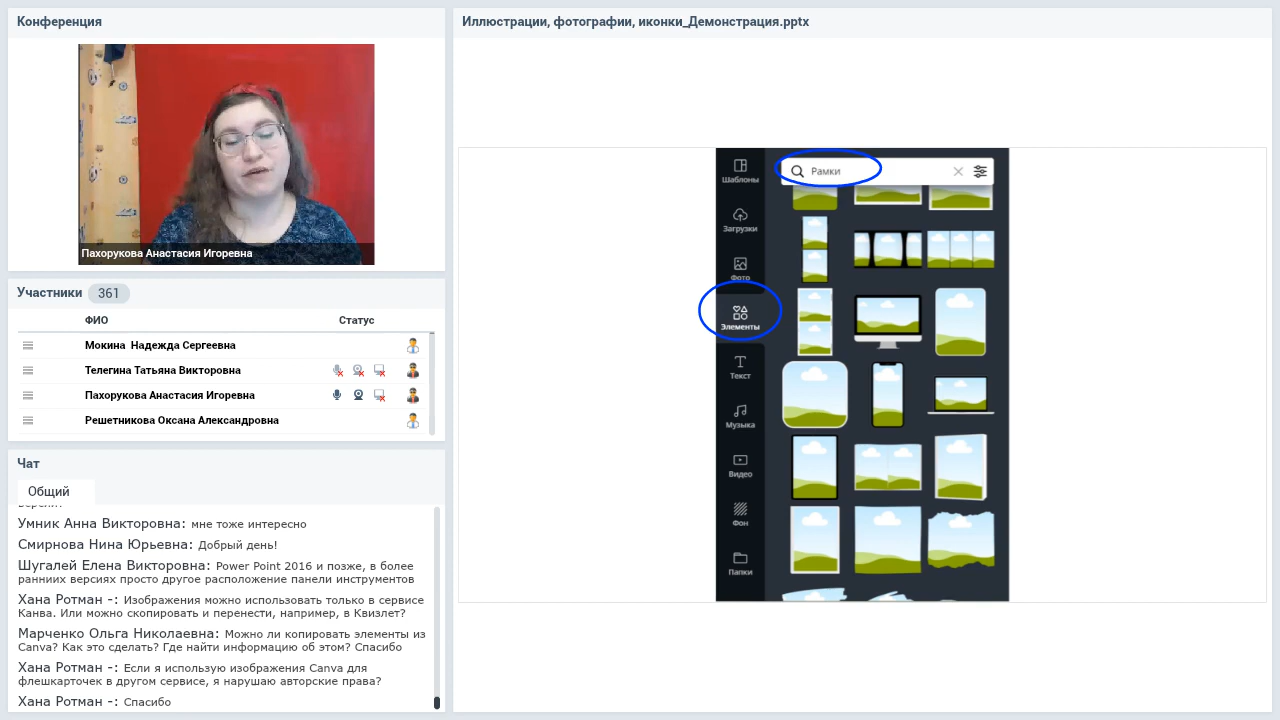 Конференция
Пахорукова Анастасия Игоревна
Участники 361
ФИО Статус
Мокина Надежда Сергеевна
Телегина Татьяна Викторовна
Пахорукова Анастасия Игоревна
Решетникова Оксана Александровна
Чат
Общий
Умник Анна Викторовна: мне тоже интересно
Смирнова Нина Юрьевна: Добрый день!
Шуплей Елена Викторовна: Power Point 2016 и позже, в более
ранних версиях просто другое расположение панели инструментов
Хана Ротман -: Изображения можно использовать только в сервисе
Канва. Или можно скопировать и перенести, например, в Квизлет?
Марченко Ольга Николаевна: Можно ли копировать элементы из
Canva? Как это сделать? Где найти информацию об этом? Спасибо
Хана Ротман -: Если я использую изображения Canva для
флешкарточек в другом сервисе, я нарушаю авторские права?
Хана Ротман -: Спасибо
Иллюстрации, фотографии, иконки_Демонстрация.pptx
Рамки
Шаблоны
Загрузки
Фото
Элементы
Текст
Музыка
Видео
Фон
Папки